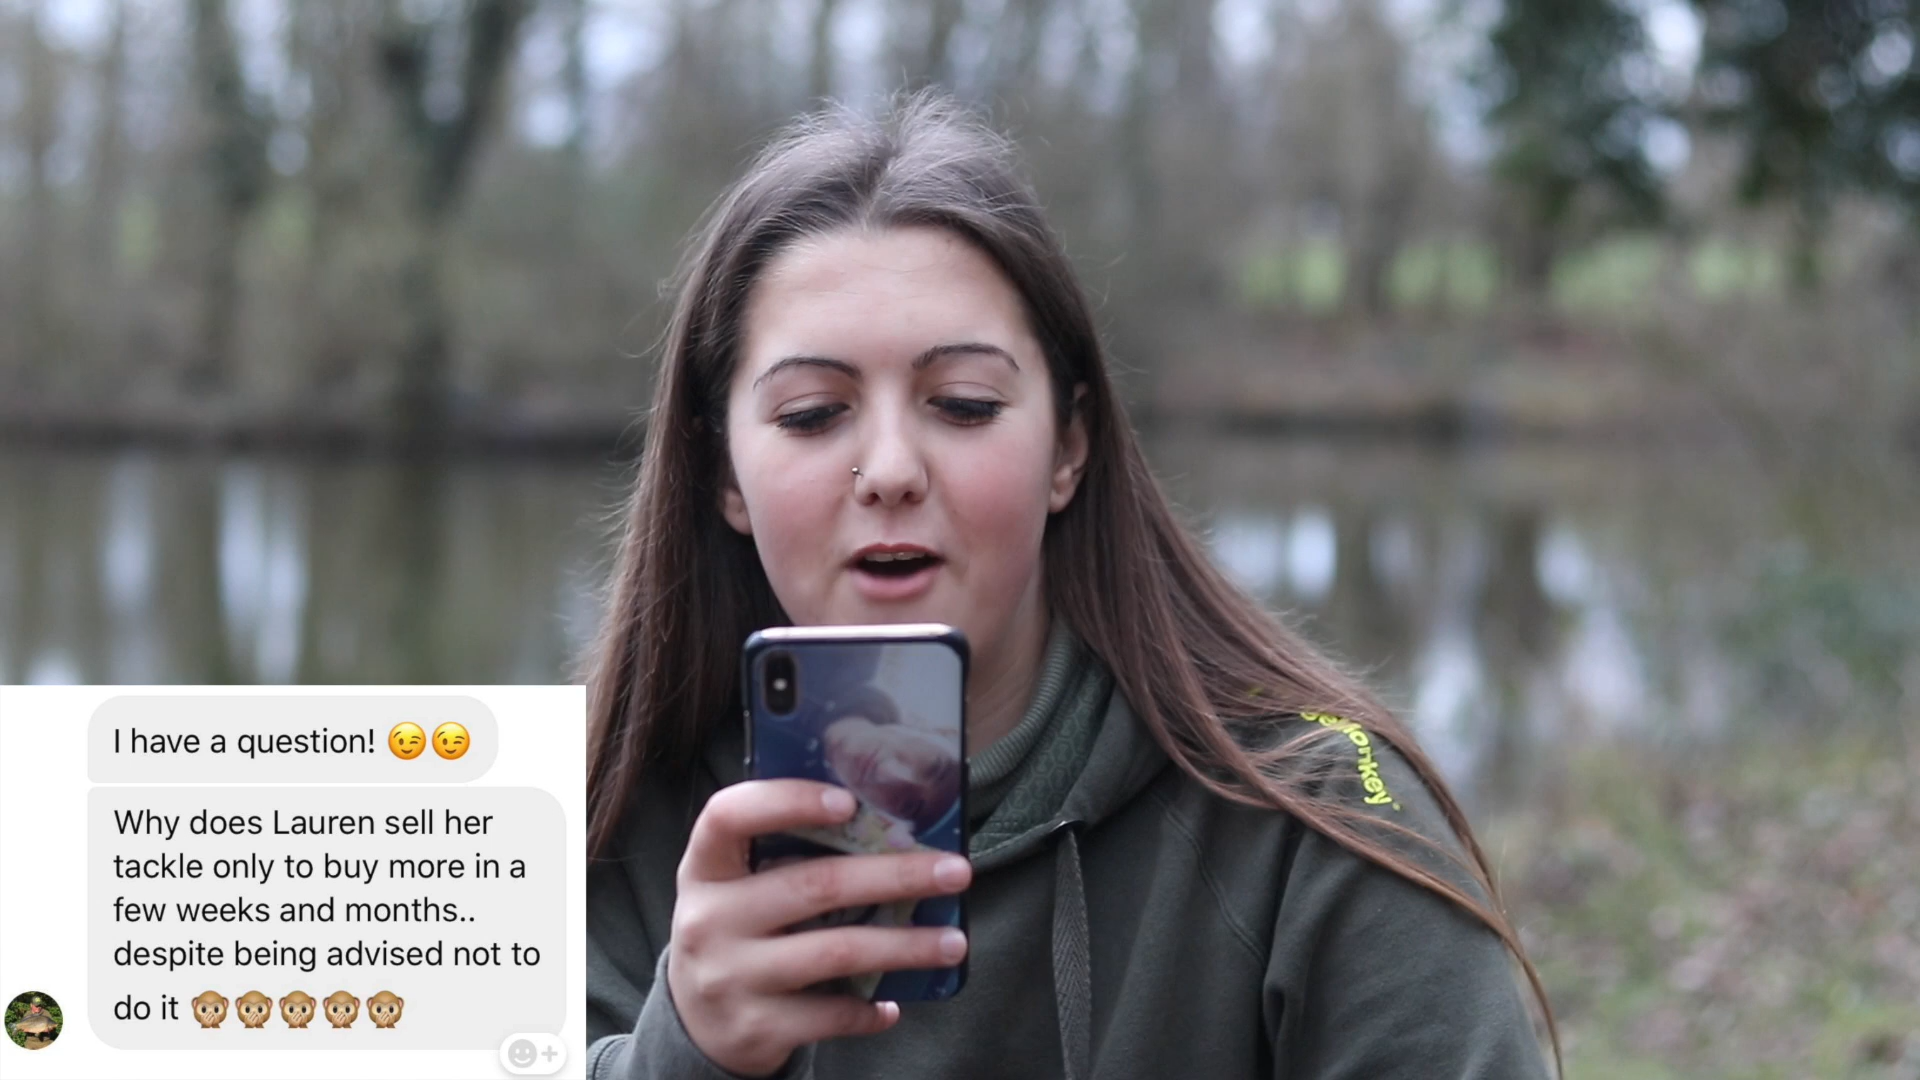 I have a question! 😉😉
Why does Lauren sell her
tackle only to buy more in a
few weeks and months..
despite being advised not to
do it 🙊🙊🙊🙊🙊